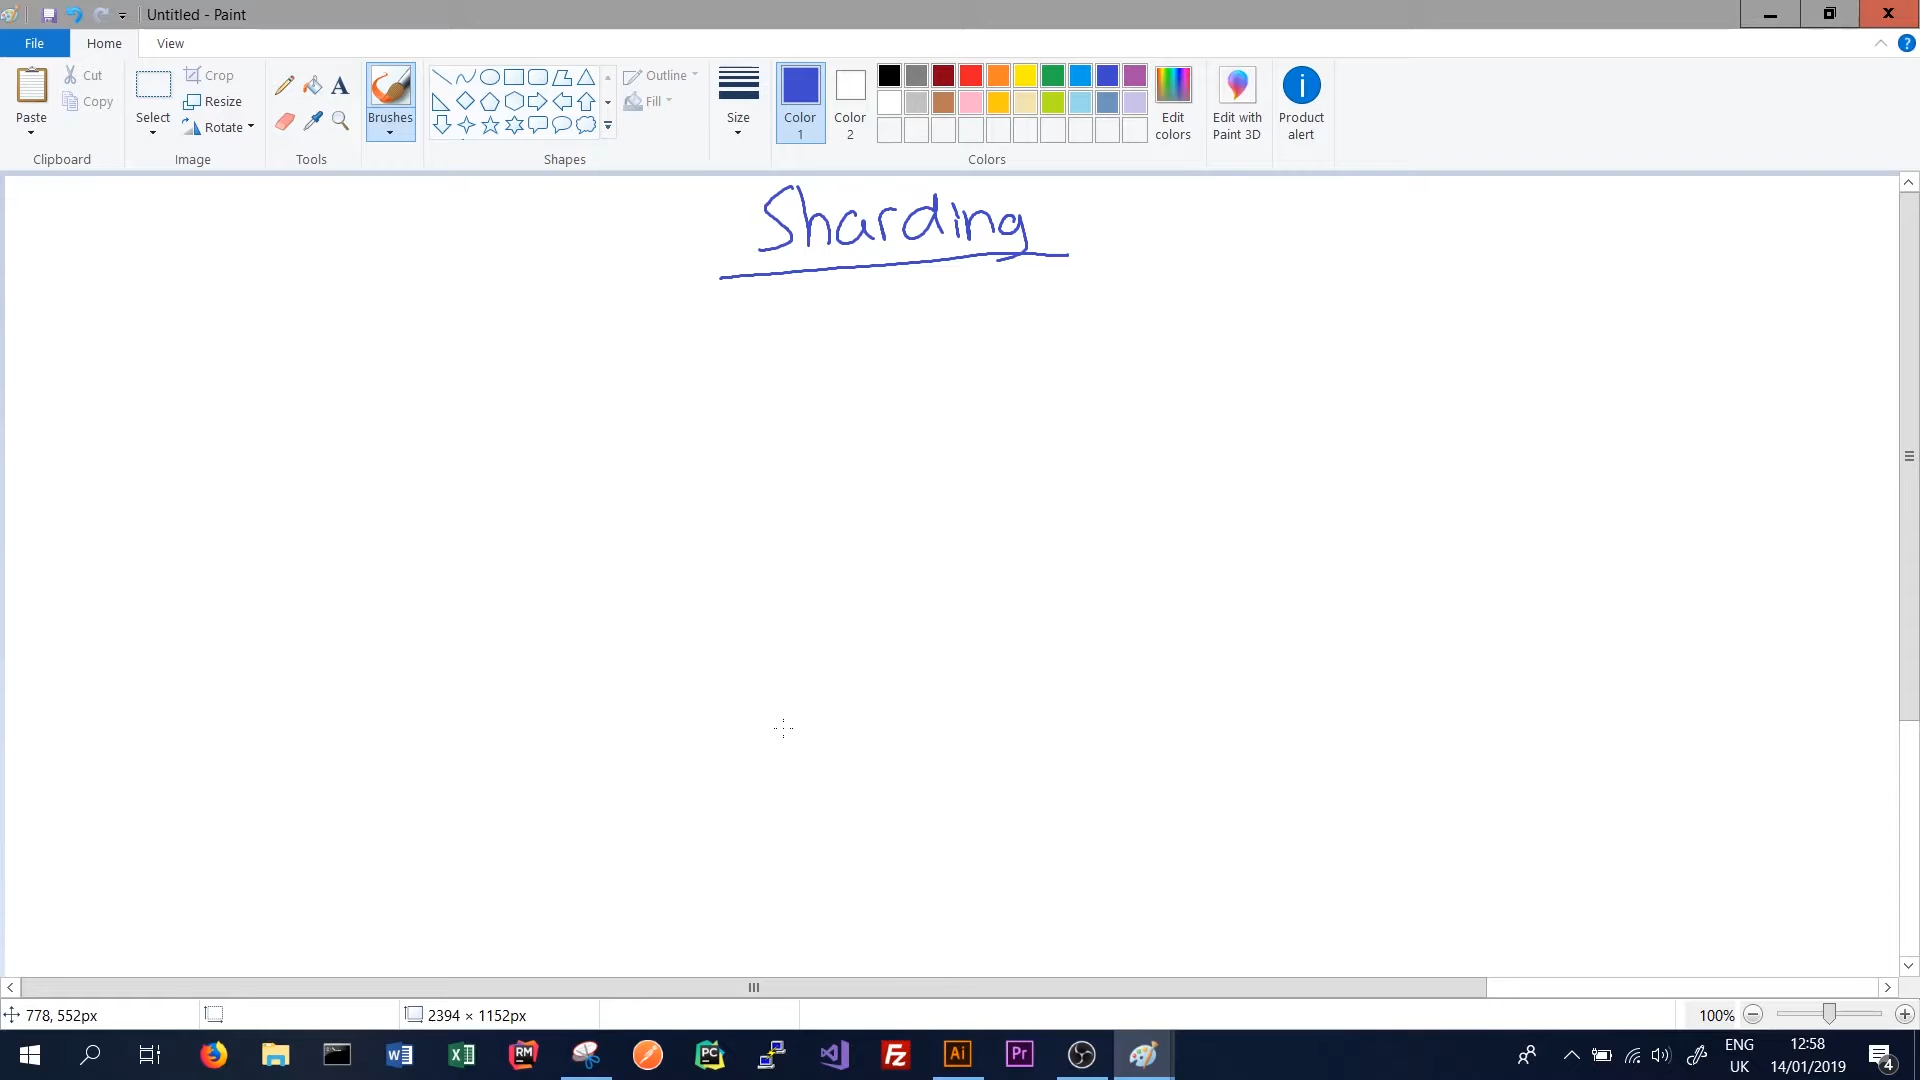 Untitled - Paint
File Home View
Paste
Cut
Copy
Clipboard
Select
Crop
Resize
Rotate
Image
Tools
Brushes
Shapes
Outline
Fill
Size
Color 1
Color 2
Colors
Edit colors
Edit with Paint 3D
Product alert
Sharding
778, 552px
2394 × 1152px
100%
ENG
UK
12:58
14/01/2019
4